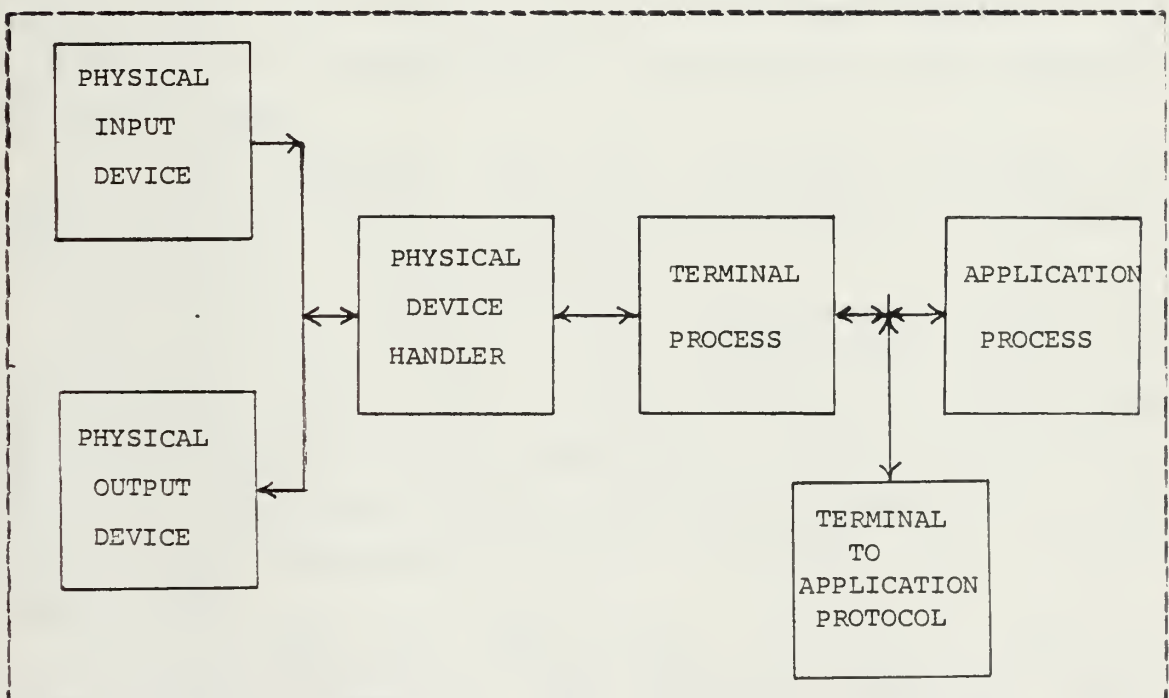 PHYSICAL
INPUT
DEVICE
PHYSICAL
DEVICE
HANDLER
TERMINAL
PROCESS
APPLICATION
PROCESS
PHYSICAL
OUTPUT
DEVICE
TERMINAL
TO
APPLICATION
PROTOCOL